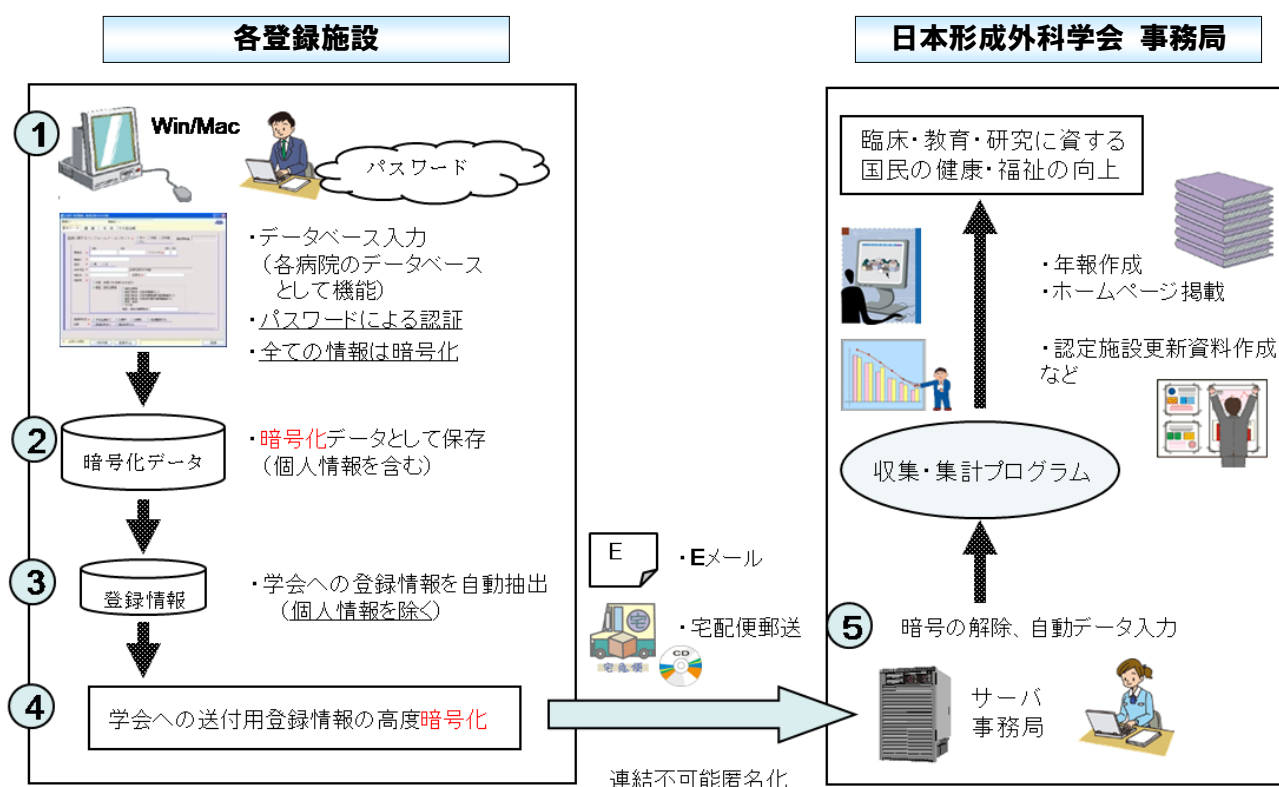 各登録施設
日本形成外科学会 事務局
1
Win/Mac
パスワード
・データベース入力
(各病院のデータベース
として機能)
・パスワードによる認証
・全ての情報は暗号化
2
暗号化データ
・暗号化データとして保存
(個人情報を含む)
3
登録情報
・学会への登録情報を自動抽出
(個人情報を除く)
4
学会への送付用登録情報の高度暗号化
E
・Eメール
・宅配便郵送
宅
宅急便
CD
連結不可能匿名化
臨床・教育・研究に資する
国民の健康・福祉の向上
・年報作成
・ホームページ掲載
・認定施設更新資料作成
など
収集・集計プログラム
5
暗号の解除、自動データ入力
サーバ
事務局